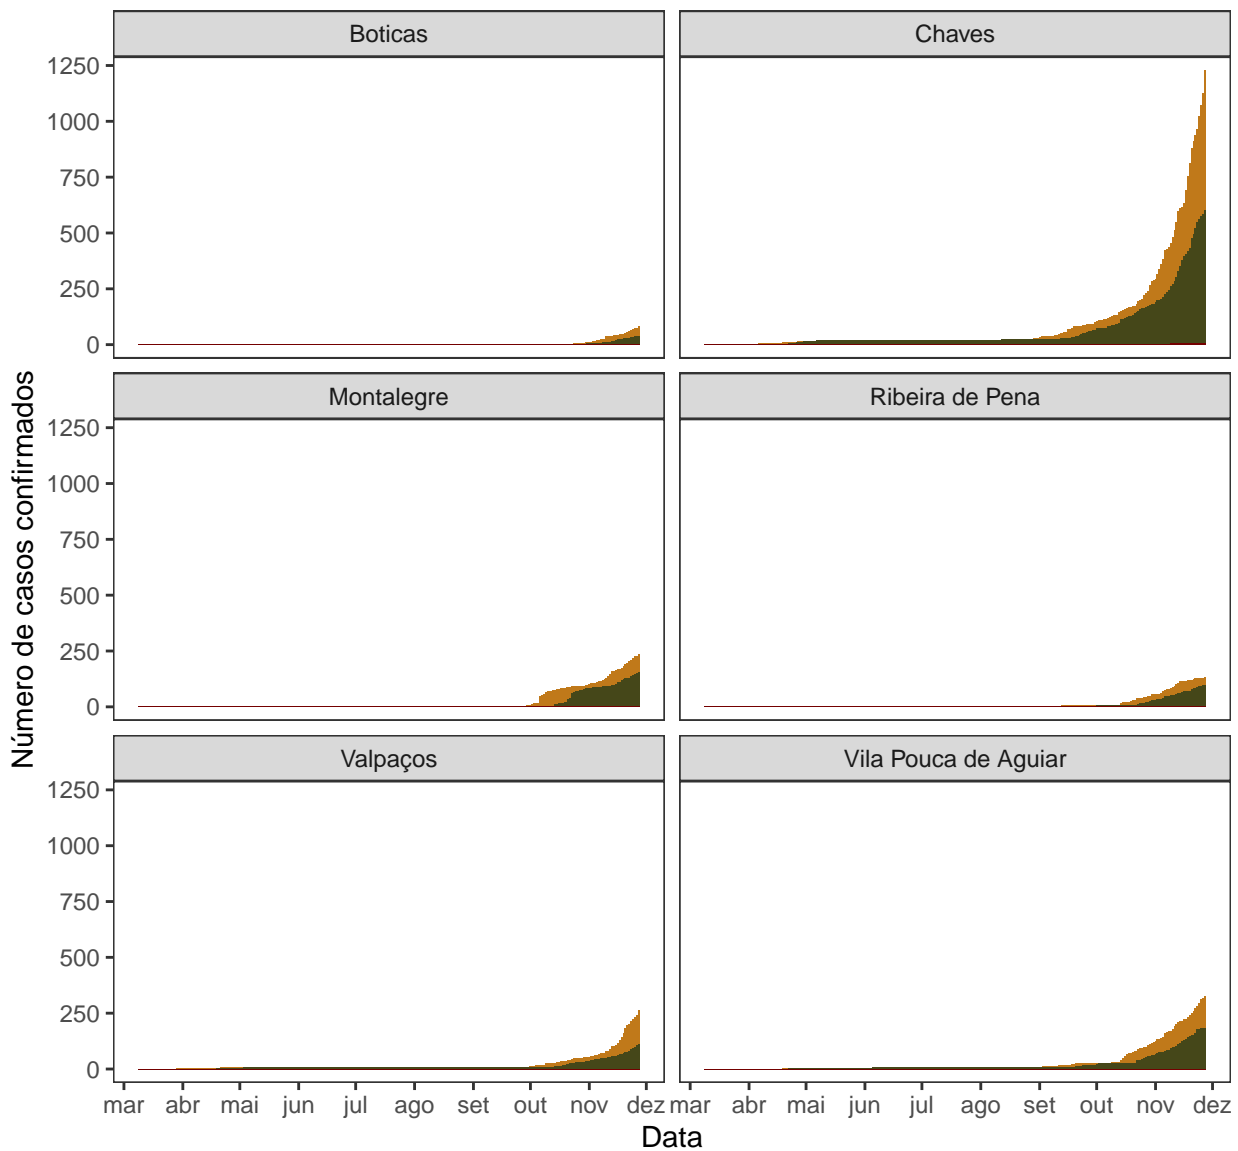 Boticas
Chaves
1250
1000
750
500
250
0
Montalegre
Ribeira de Pena
1250
1000
750
500
250
0
Valpaços
Vila Pouca de Aguiar
1250
1000
750
500
250
0
mar abr mai jun jul ago set out nov dez
mar abr mai jun jul ago set out nov dez
Data
Número de casos confirmados